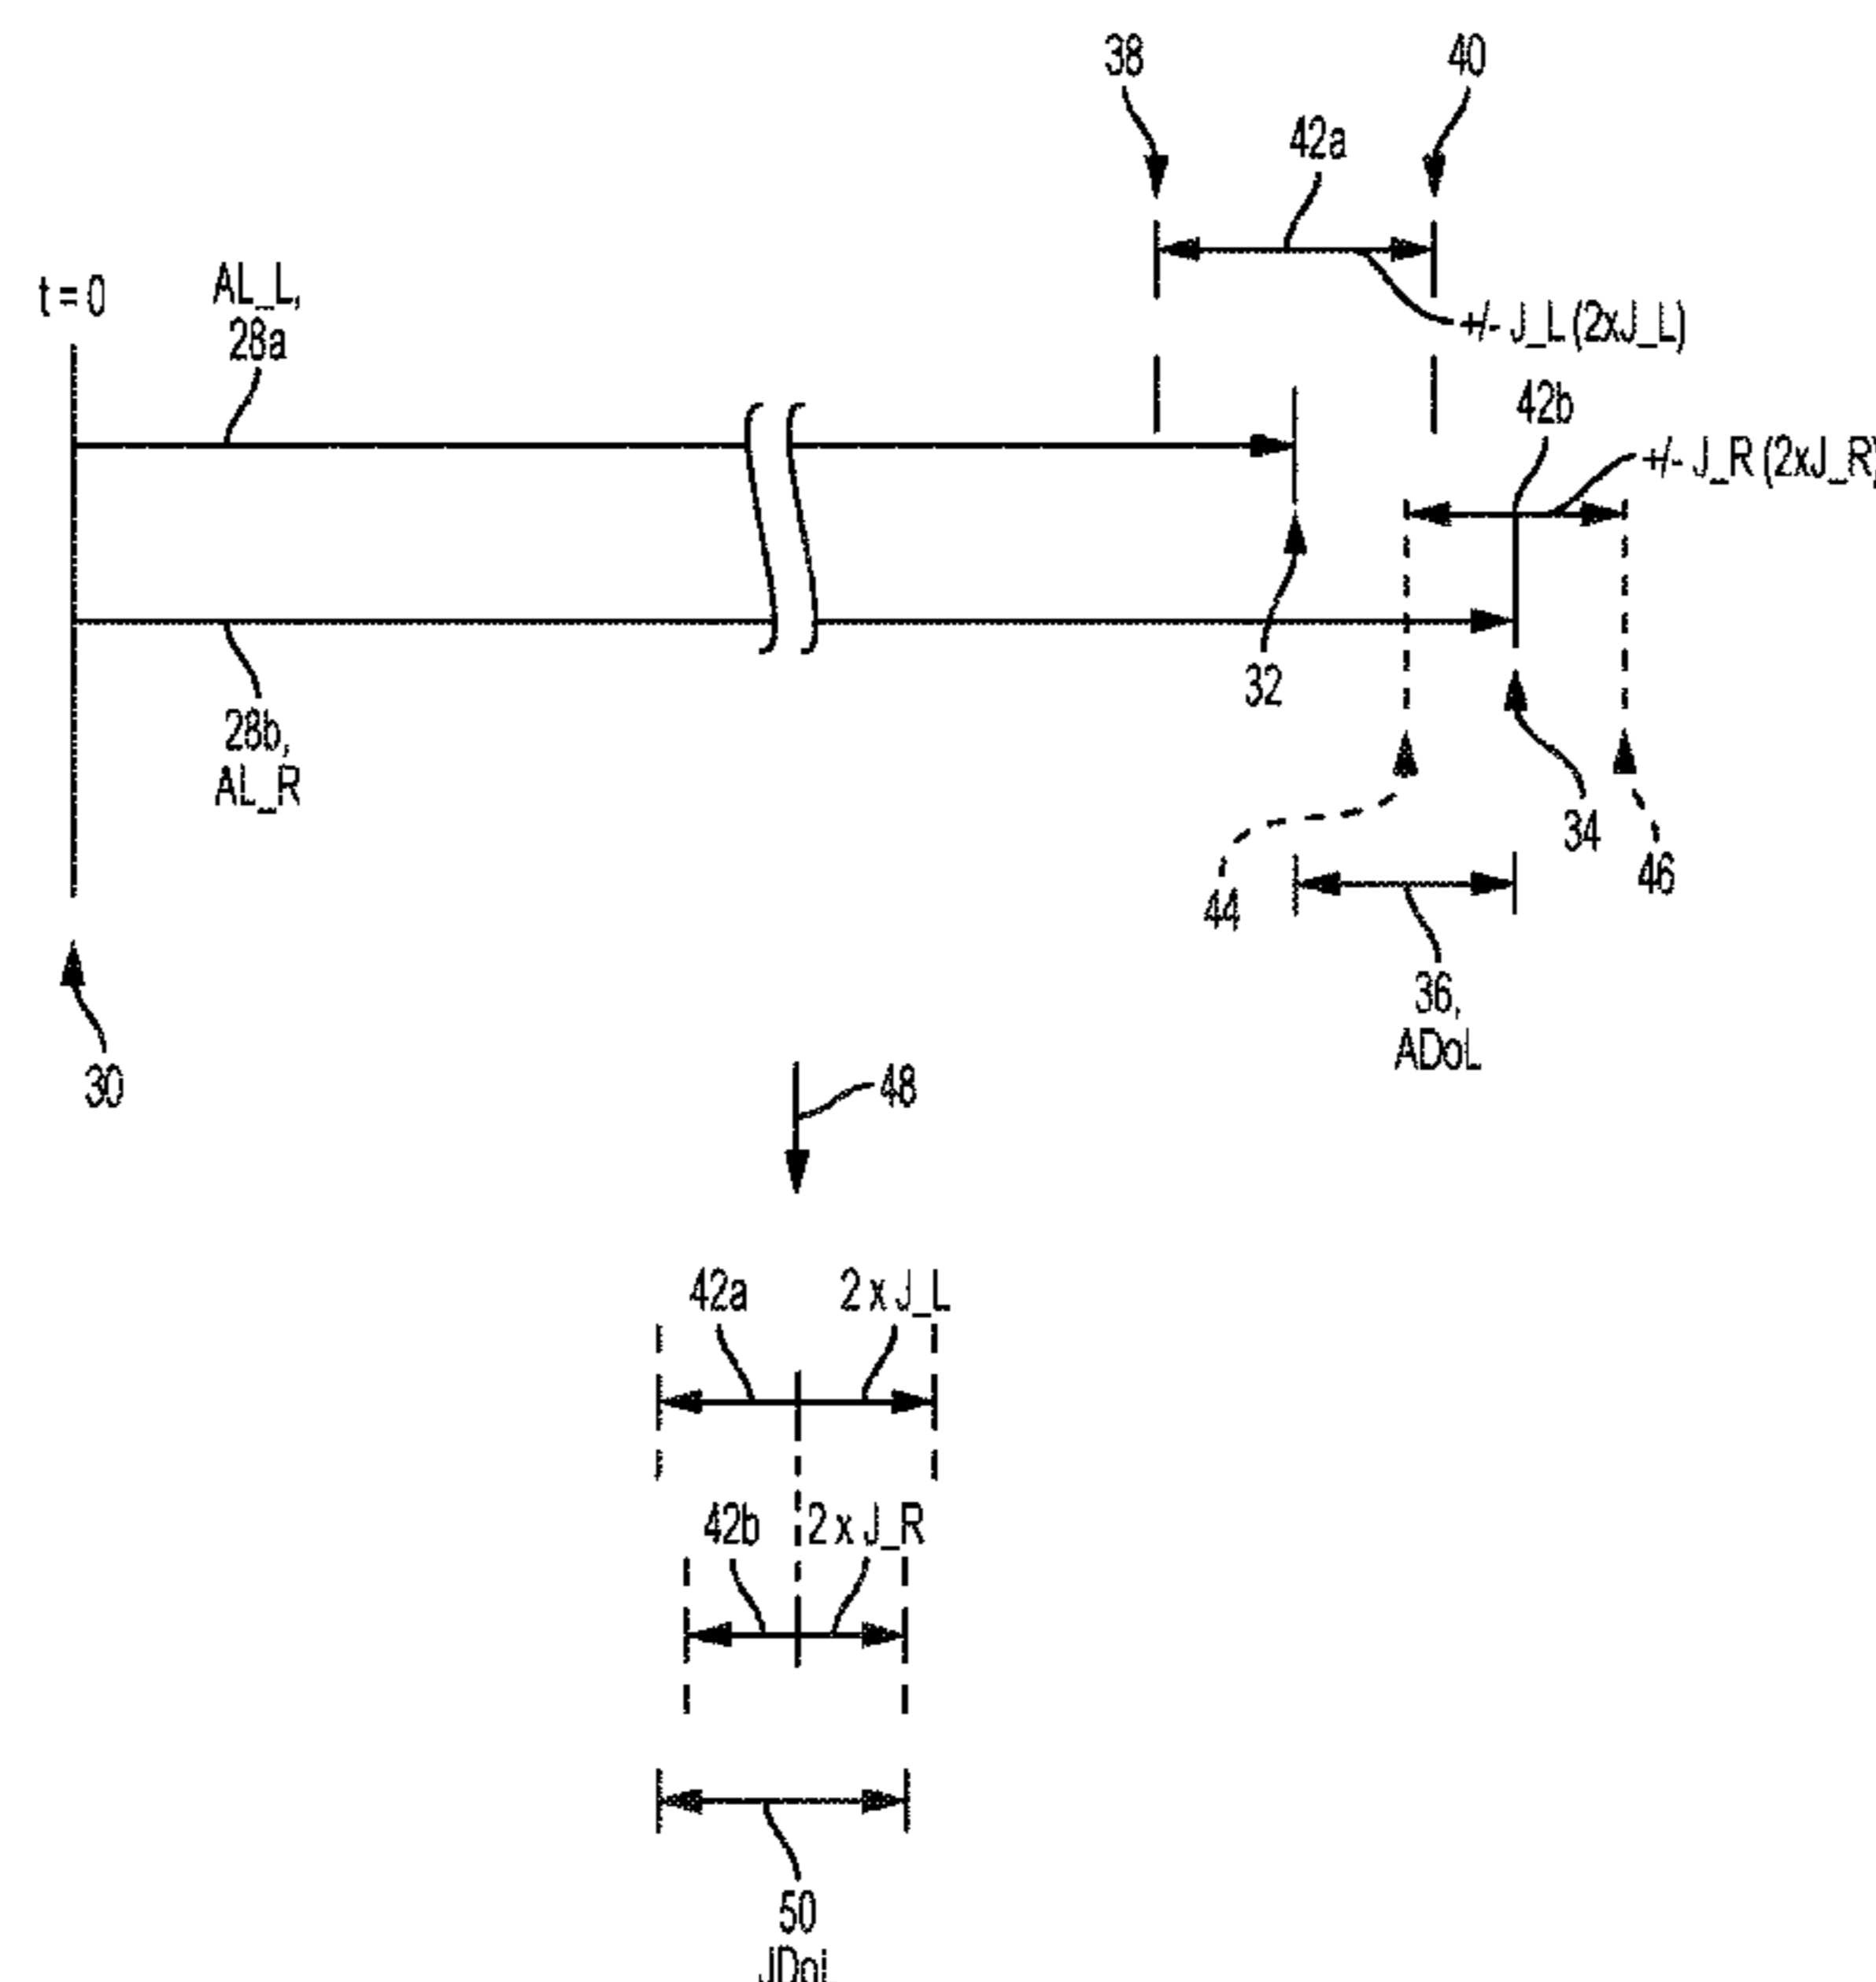 38
40
42a
t = 0
AL_L,
28a
+/- J_L (2xJ_L)
42b
+/- J_R (2xJ_R)
32
28b,
AL_R
34
46
44
36,
ADoL
30
48
42a
2 x J_L
42b
2 x J_R
50
JDoL